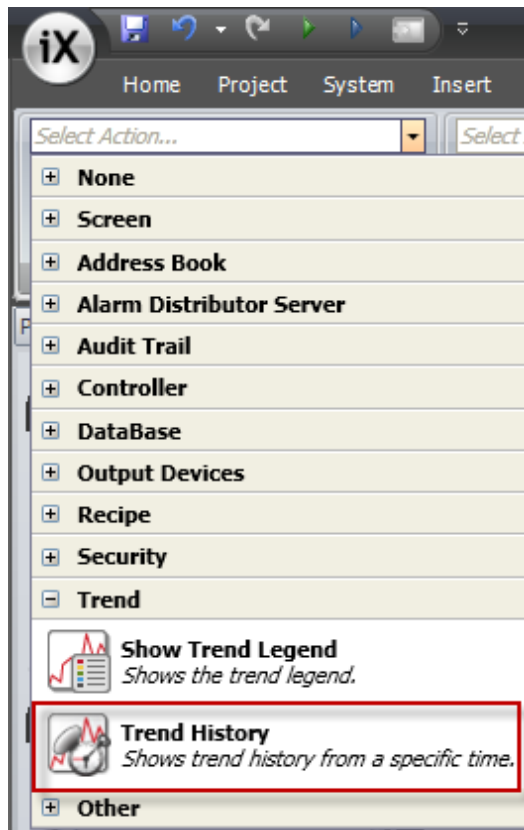 iX
Home Project System Insert
Select Action... Select
None
Screen
Address Book
Alarm Distributor Server
Audit Trail
Controller
DataBase
Output Devices
Recipe
Security
Trend
Show Trend Legend
Shows the trend legend.
Trend History
Shows trend history from a specific time.
Other